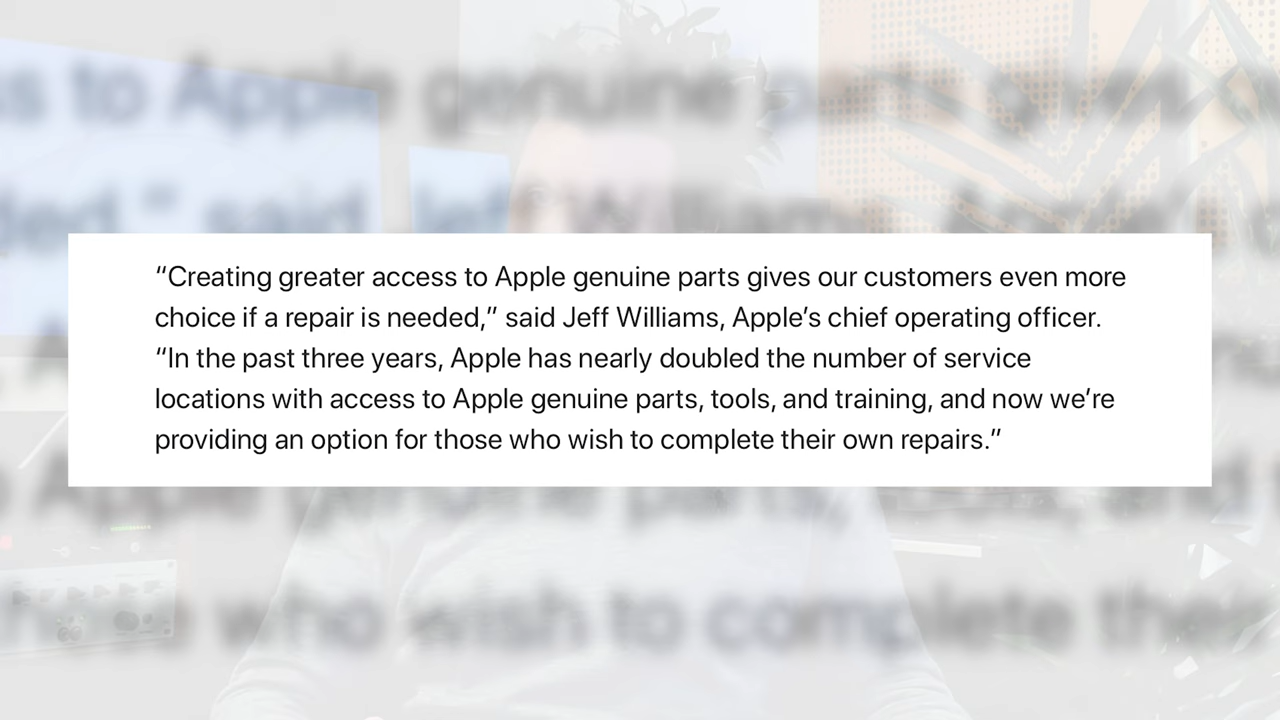 “Creating greater access to Apple genuine parts gives our customers even more
choice if a repair is needed,” said Jeff Williams, Apple’s chief operating officer.
“In the past three years, Apple has nearly doubled the number of service
locations with access to Apple genuine parts, tools, and training, and now we’re
providing an option for those who wish to complete their own repairs.”